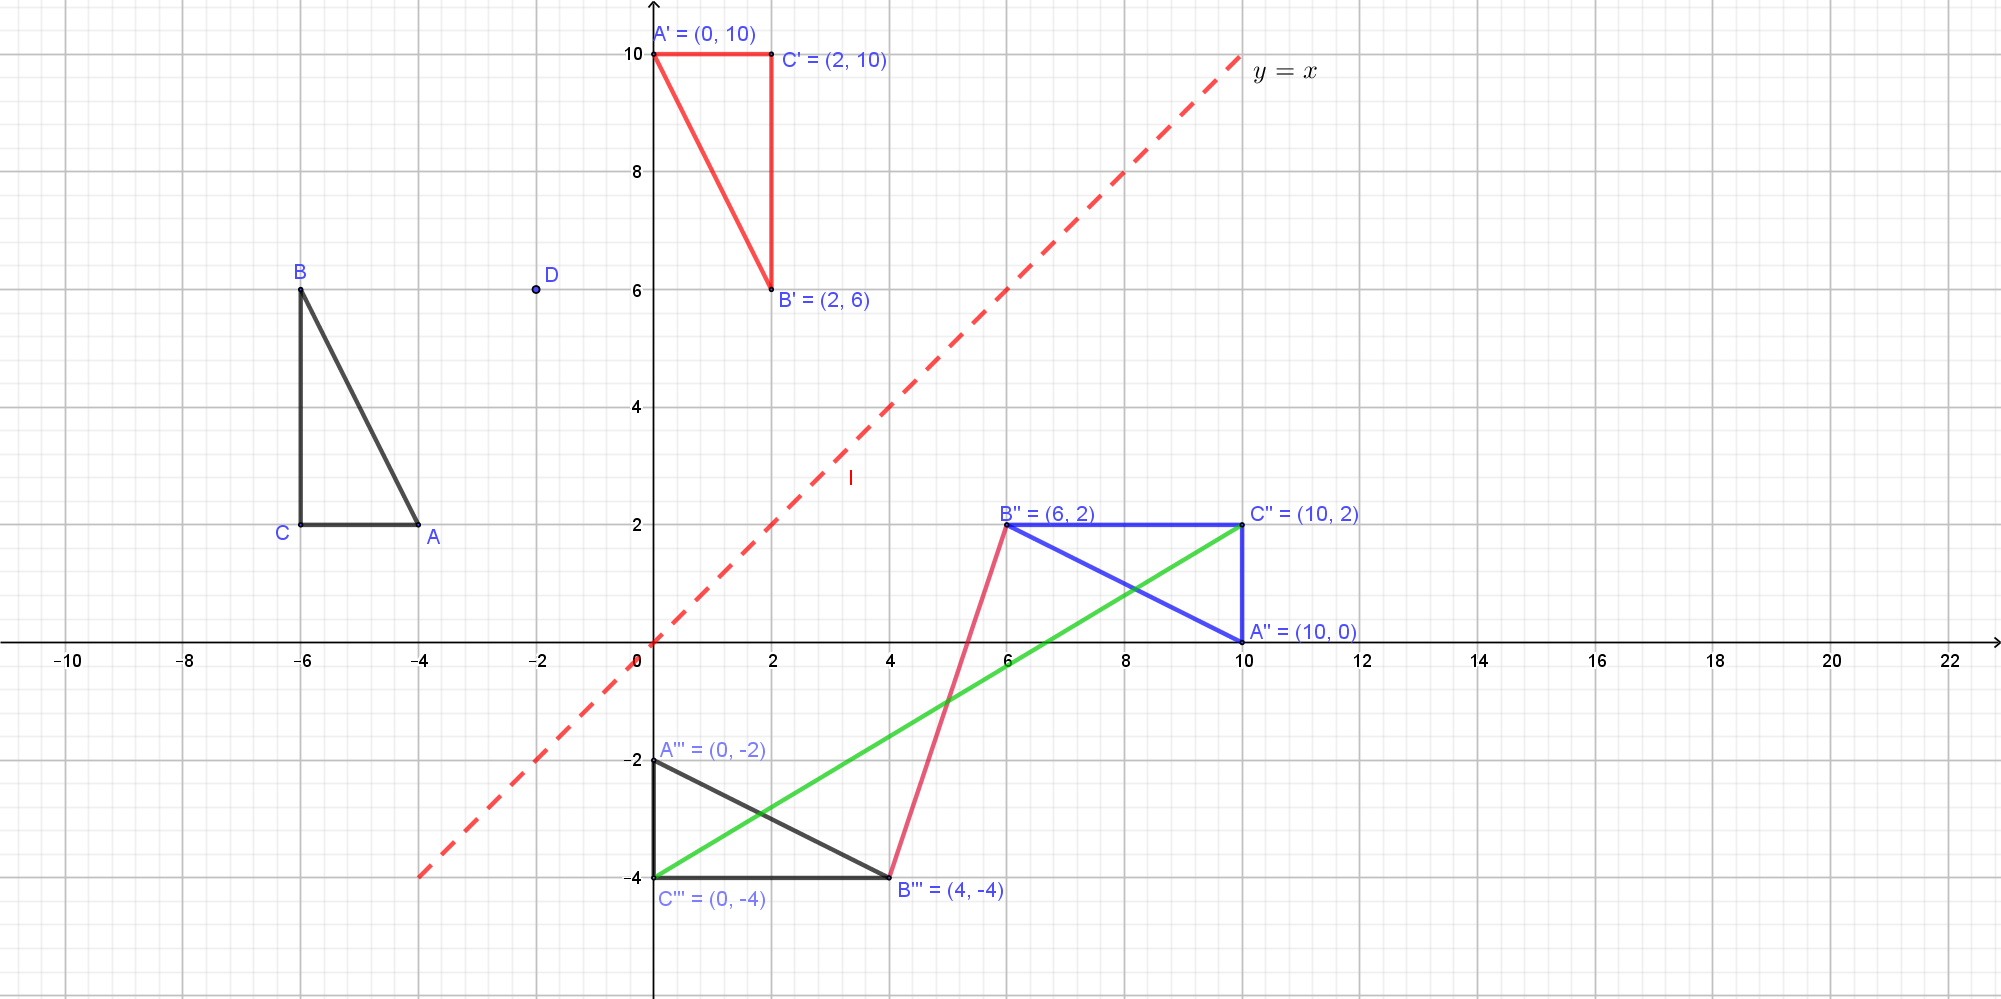 A' = (0, 10)
10
C' = (2, 10)
y = x
8
B
D
6
B' = (2, 6)
4
l
B'' = (6, 2)
C'' = (10, 2)
2
C
A
A'' = (10, 0)
−10 −8 −6 −4 −2 0 2 4 6 8 10 12 14 16 18 20 22
A''' = (0, -2)
−2
−4
B''' = (4, -4)
C''' = (0, -4)